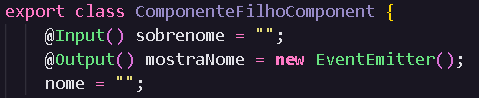 export class ComponenteFilhoComponent {
@Input() sobrenome = "";
@Output() mostraNome = new EventEmitter();
nome = "";